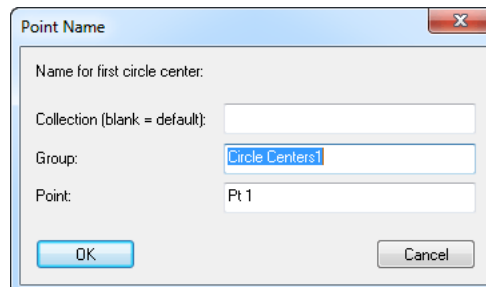 Point Name
Name for first circle center:
Collection (blank = default):
Group: Circle Centers1
Point: Pt 1
OK Cancel